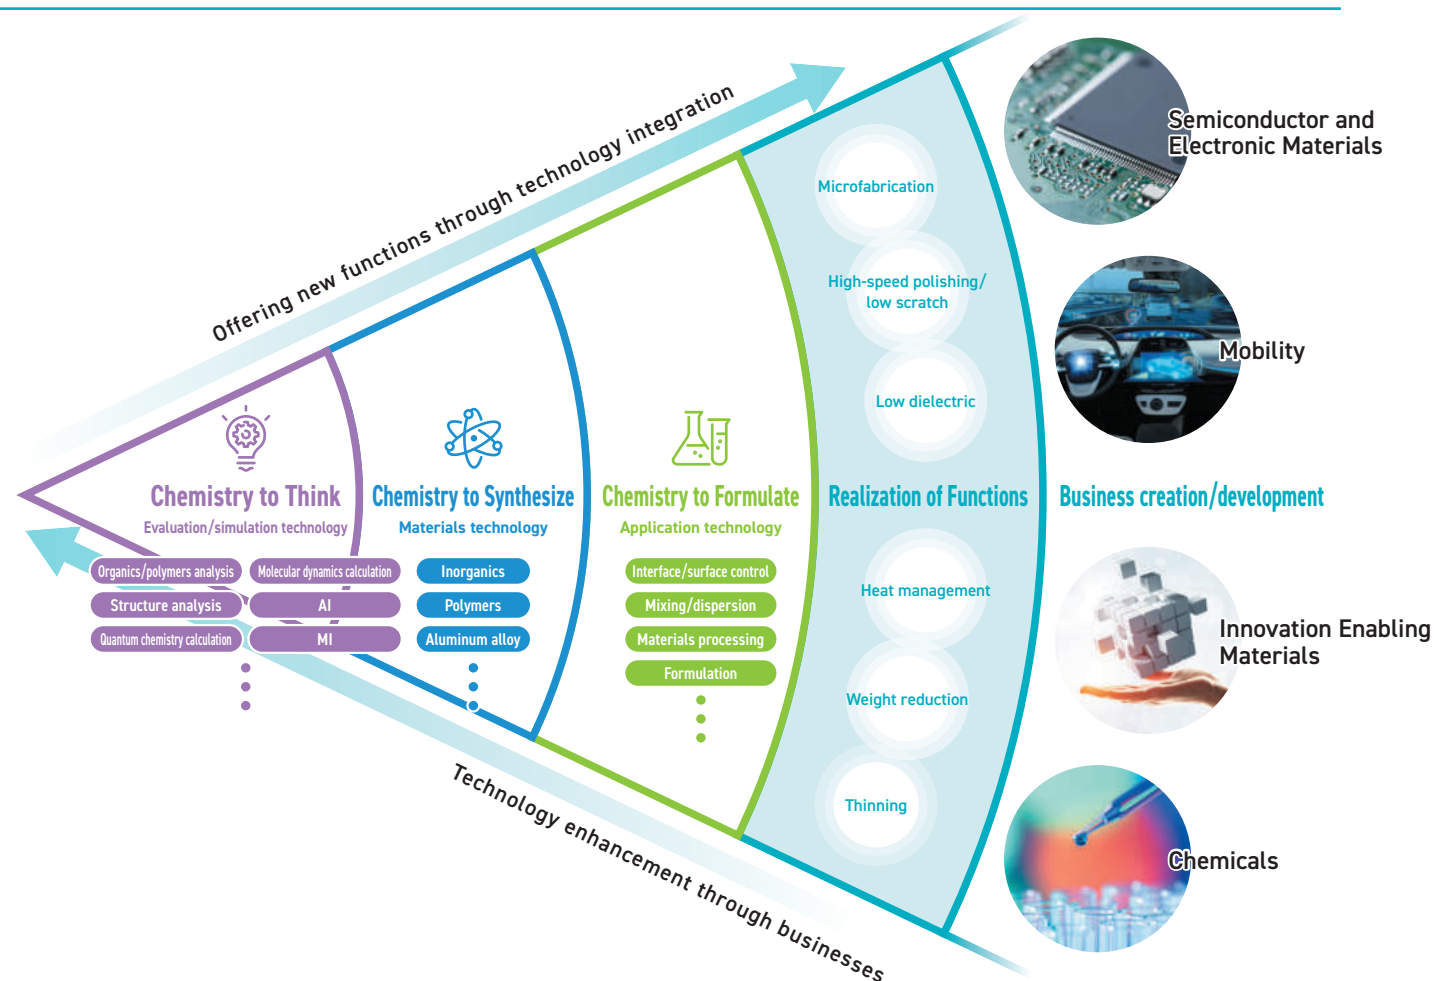 Offering new functions through technology integration
Chemistry to Think
Evaluation/simulation technology
Organics/polymers analysis
Molecular dynamics calculation
Structure analysis
AI
Quantum chemistry calculation
MI
Chemistry to Synthesize
Materials technology
Inorganics
Polymers
Aluminum alloy
Chemistry to Formulate
Application technology
Interface/surface control
Mixing/dispersion
Materials processing
Formulation
Microfabrication
High-speed polishing/
low scratch
Low dielectric
Realization of Functions
Heat management
Weight reduction
Thinning
Semiconductor and
Electronic Materials
Mobility
Business creation/development
Innovation Enabling
Materials
Chemicals
Technology enhancement through businesses